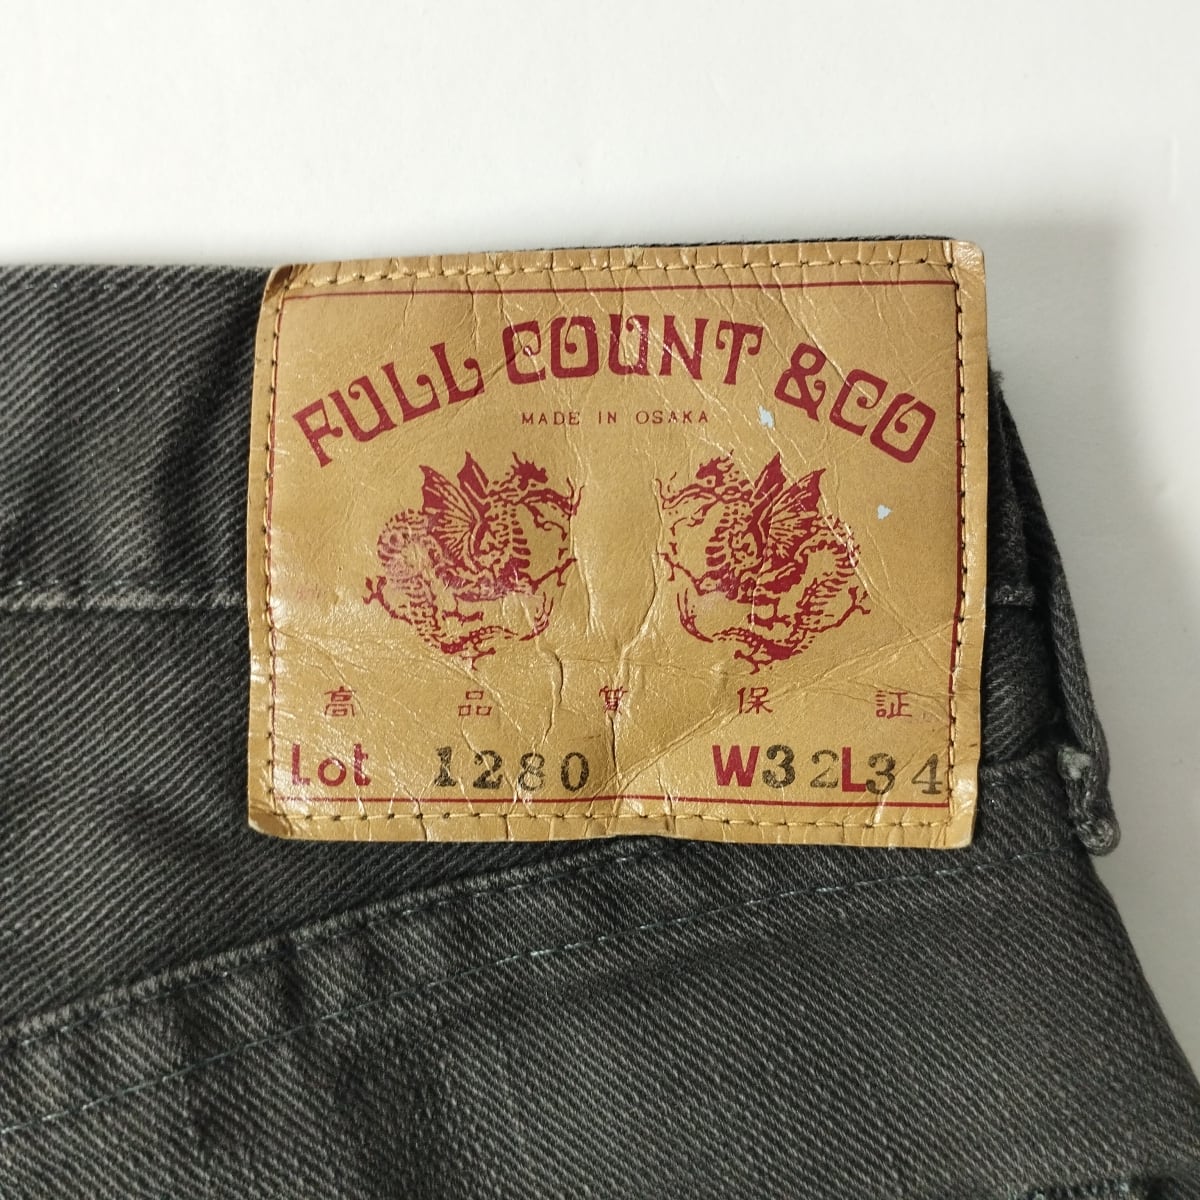 FULL COUNT &CO
MADE IN OSAKA
高品質保証
Lot 1280 W32L34